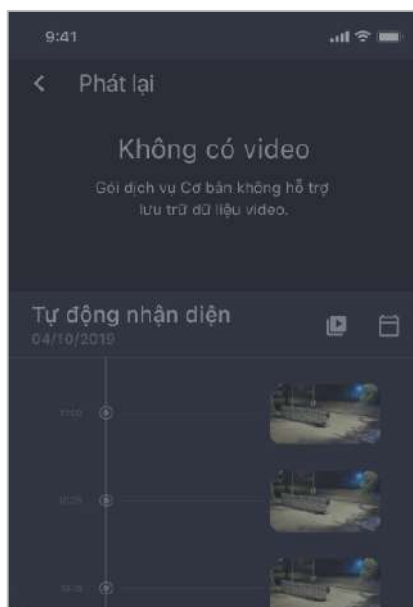 9:41
Phát lại
Không có video
Gói dịch vụ Cơ bản không hỗ trợ
lưu trữ dữ liệu video.
Tự động nhận diện
04/10/2019